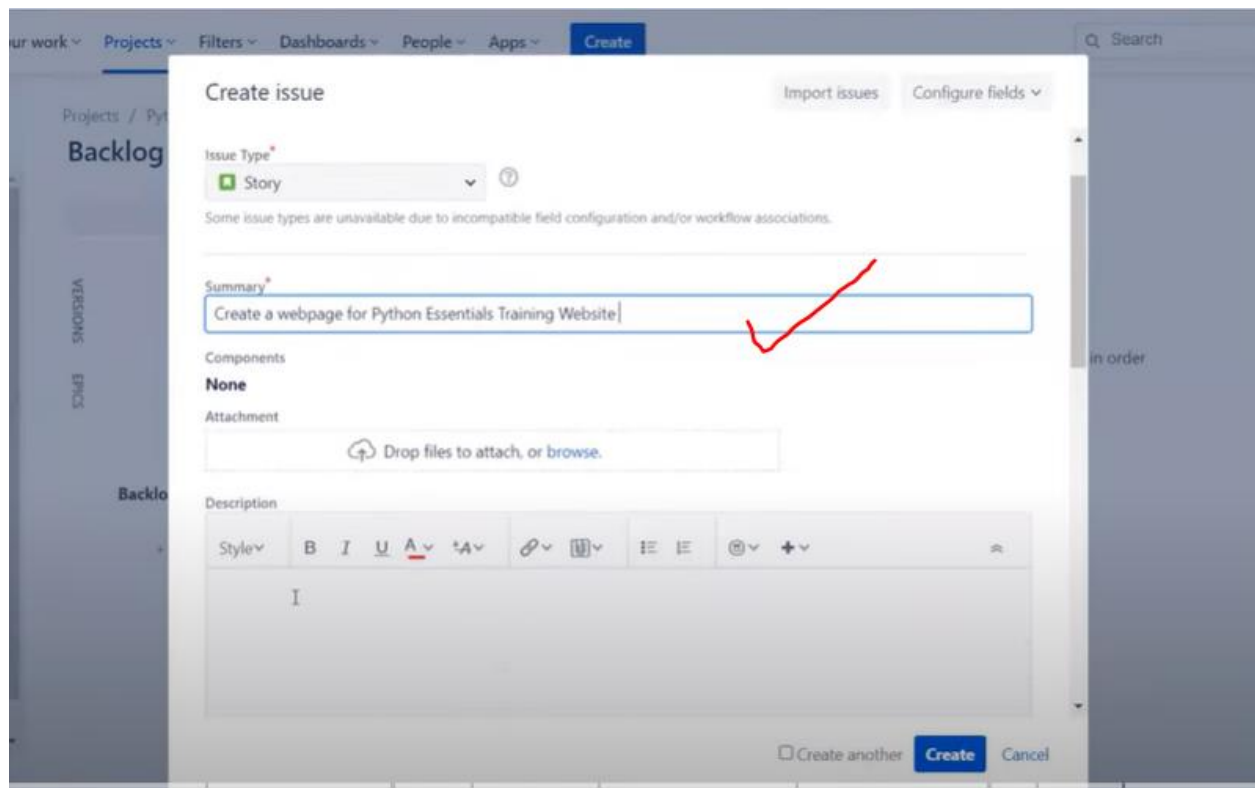 ur work Projects Filters Dashboards People Apps Create Search
Create issue Import issues Configure fields
Projects / Pyt
Backlog
Issue Type*
Story
Some issue types are unavailable due to incompatible field configuration and/or workflow associations.
VERSIONS
Summary*
Create a webpage for Python Essentials Training Website
in order
Components
None
EPICS
Attachment
Drop files to attach, or browse.
Backlo
Description
Style B I U A A
Create another Create Cancel